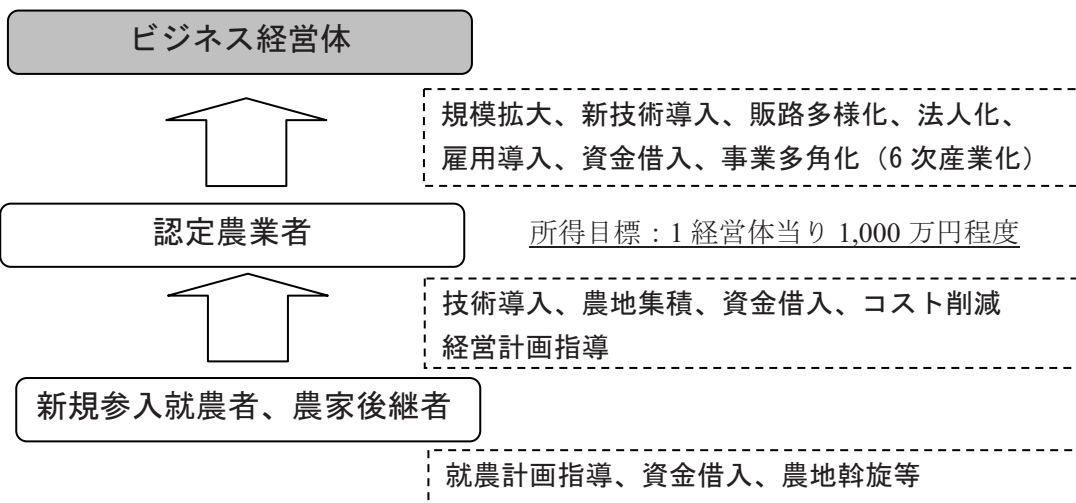 ビジネス経営体
規模拡大、新技術導入、販路多様化、法人化、
雇用導入、資金借入、事業多角化（6 次産業化）
認定農業者
所得目標：1 経営体当り 1,000 万円程度
技術導入、農地集積、資金借入、コスト削減
経営計画指導
新規参入就農者、農家後継者
就農計画指導、資金借入、農地斡旋等